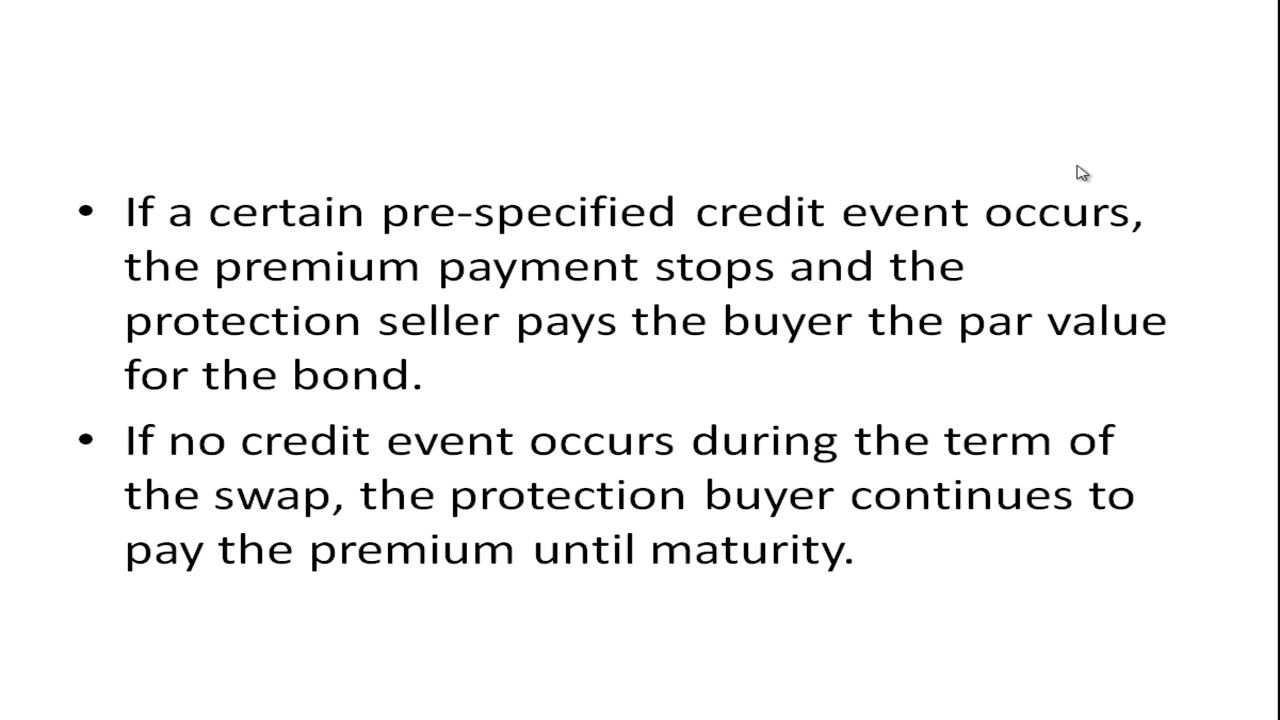 • If a certain pre-specified credit event occurs,
the premium payment stops and the
protection seller pays the buyer the par value
for the bond.
• If no credit event occurs during the term of
the swap, the protection buyer continues to
pay the premium until maturity.